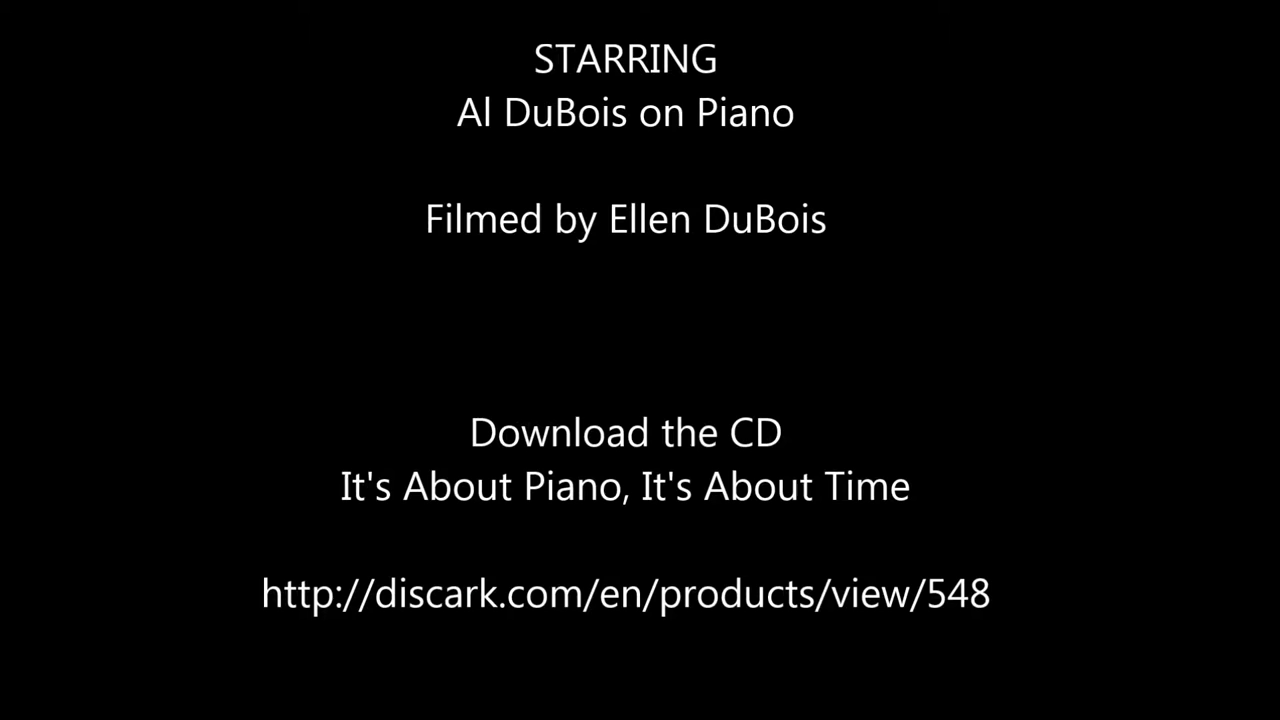 STARRING
Al DuBois on Piano
Filmed by Ellen DuBois
Download the CD
It's About Piano, It's About Time
http://discark.com/en/products/view/548